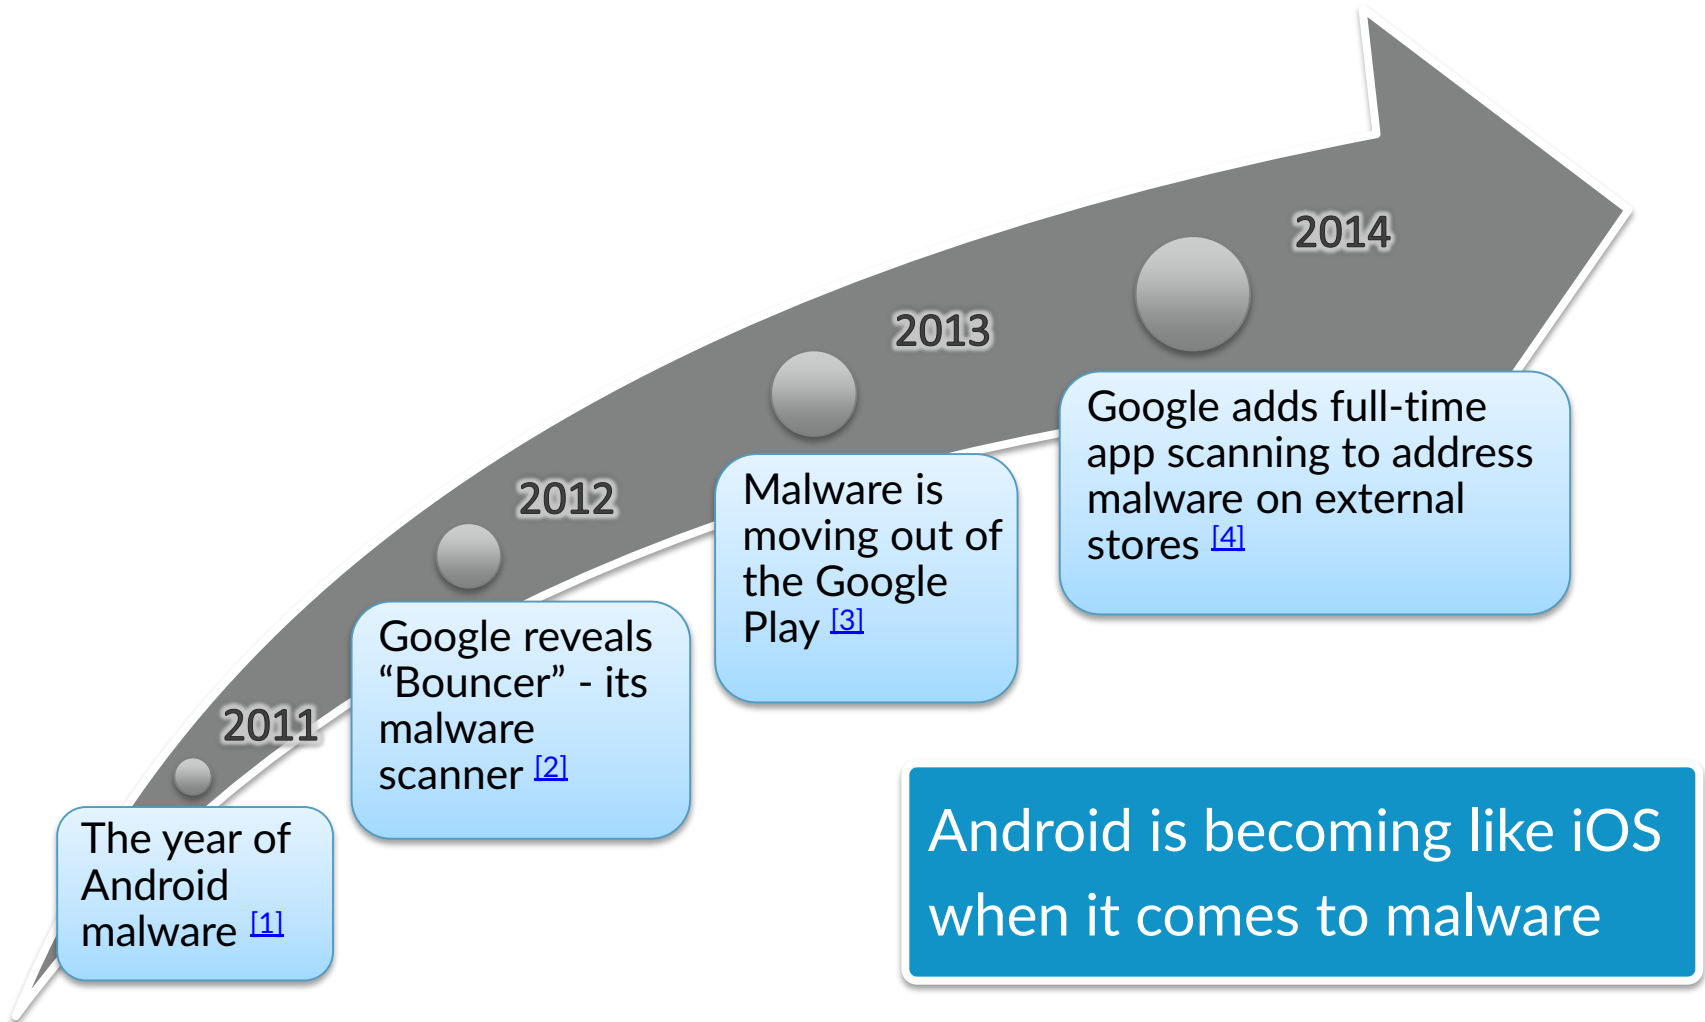 2011
The year of
Android
malware [1]
2012
Google reveals
“Bouncer” - its
malware
scanner [2]
2013
Malware is
moving out of
the Google
Play [3]
2014
Google adds full-time
app scanning to address
malware on external
stores [4]
Android is becoming like iOS
when it comes to malware